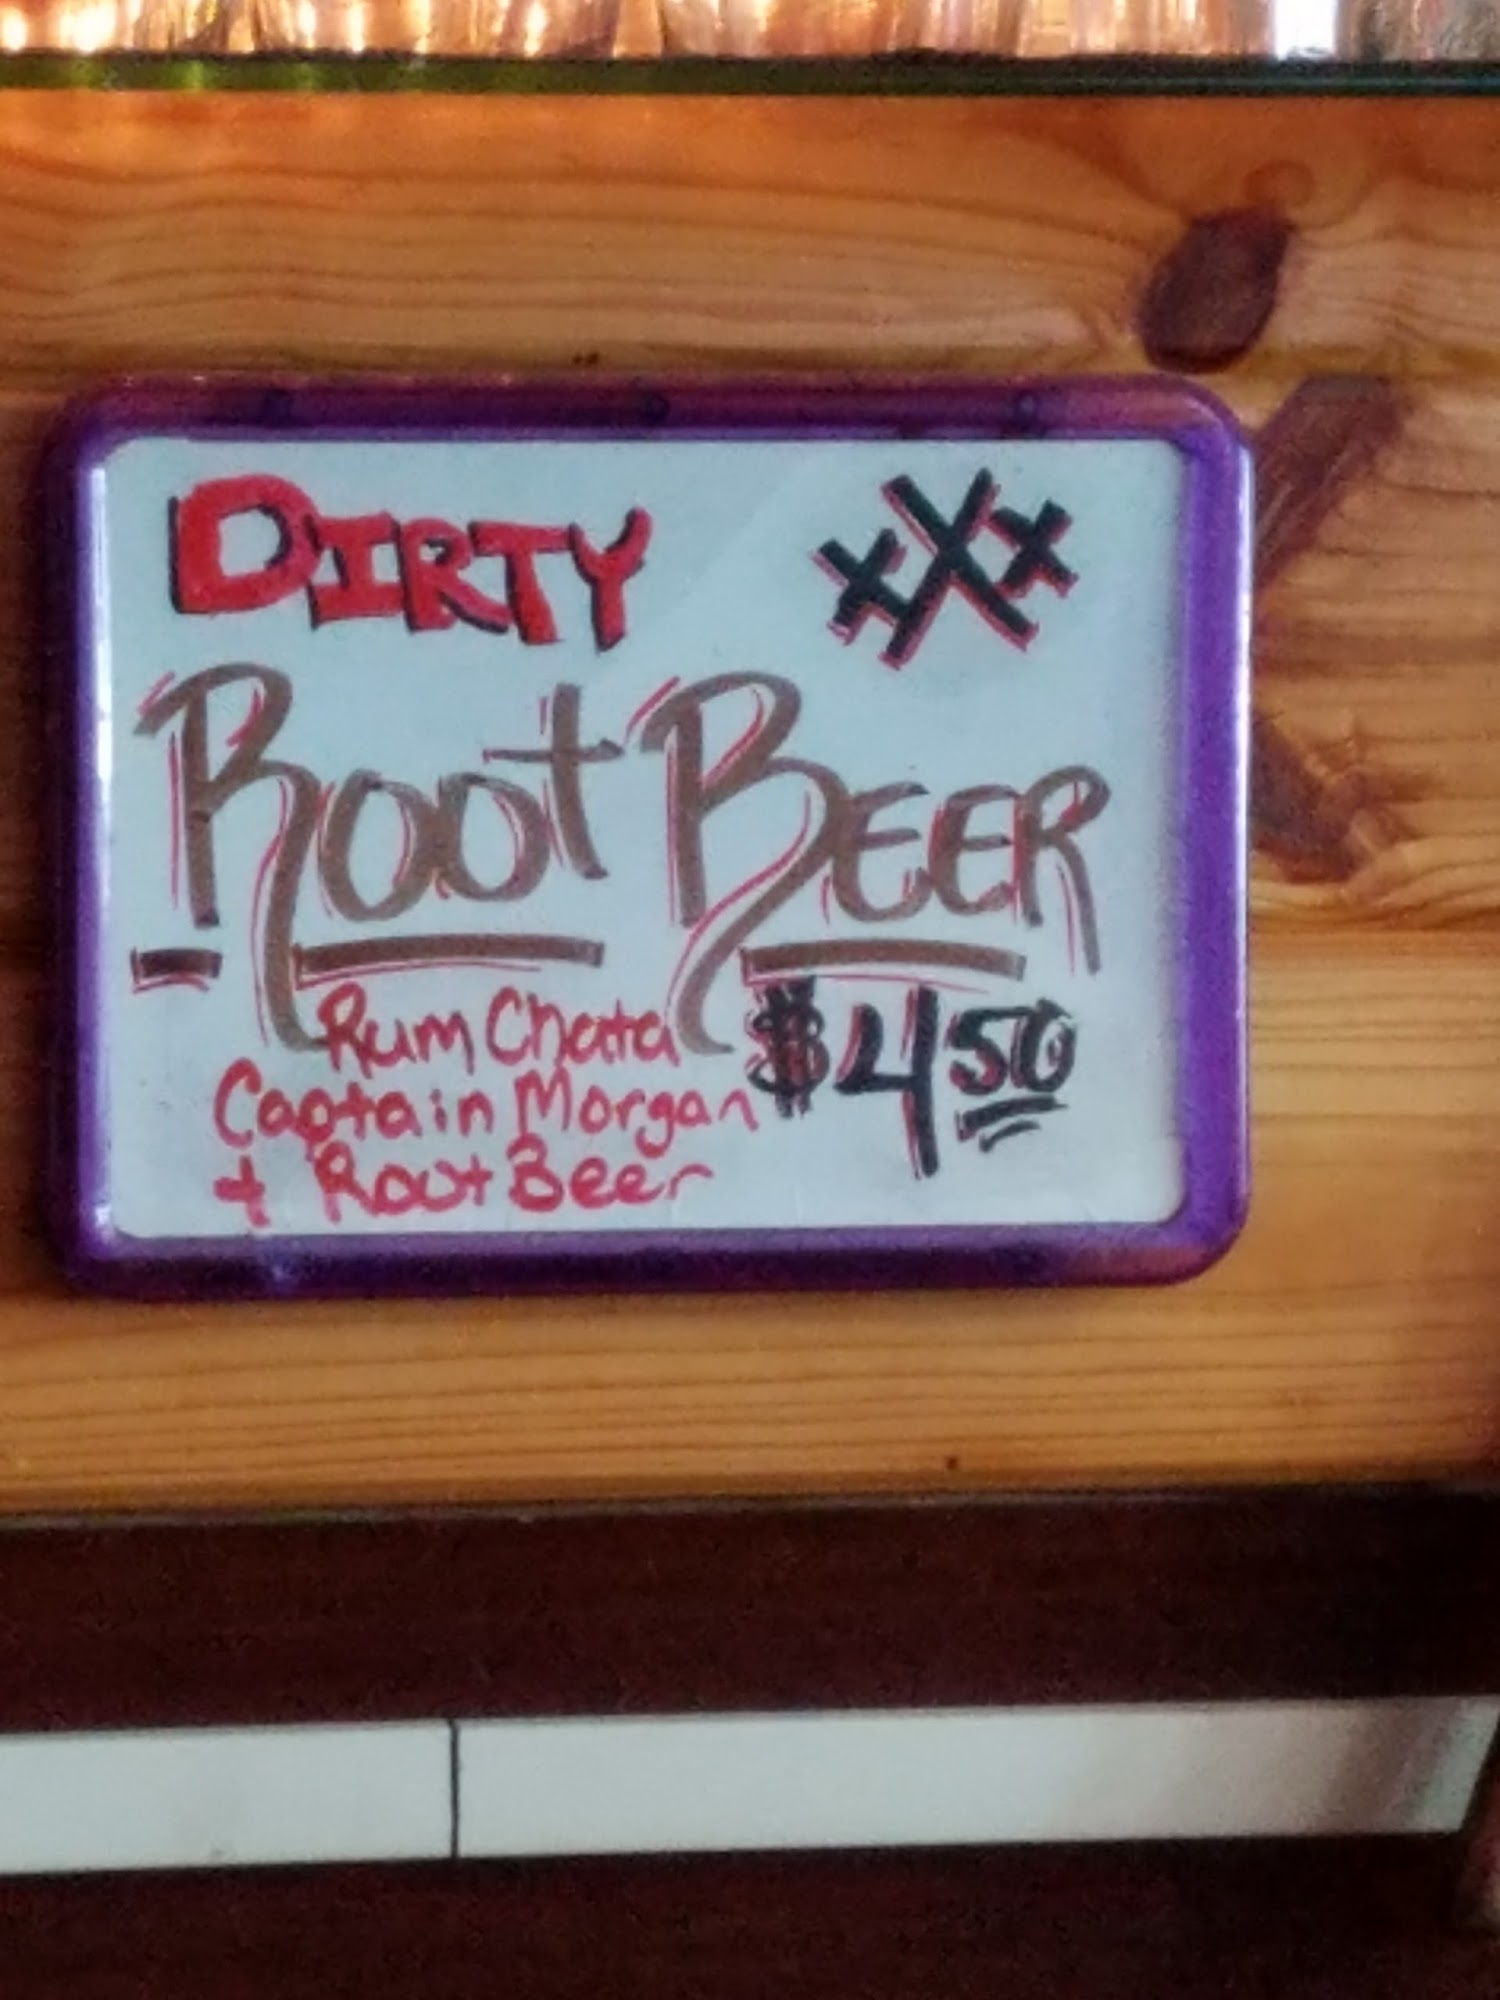 DIRTY xXx
Root BEER
Rum Chata
Captain Morgan
+ Root Beer
$4 50